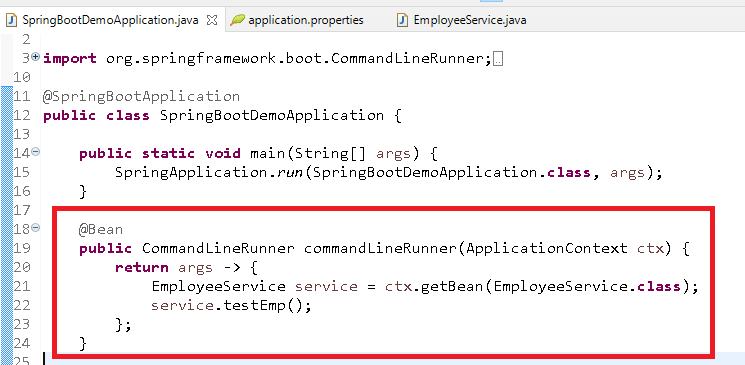 SpringBootDemoApplication.java application.properties EmployeeService.java
2
3 import org.springframework.boot.CommandLineRunner;
10
11 @SpringBootApplication
12 public class SpringBootDemoApplication {
13
14     public static void main(String[] args) {
15         SpringApplication.run(SpringBootDemoApplication.class, args);
16     }
17
18     @Bean
19     public CommandLineRunner commandLineRunner(ApplicationContext ctx) {
20         return args -> {
21             EmployeeService service = ctx.getBean(EmployeeService.class);
22             service.testEmp();
23         };
24     }
25